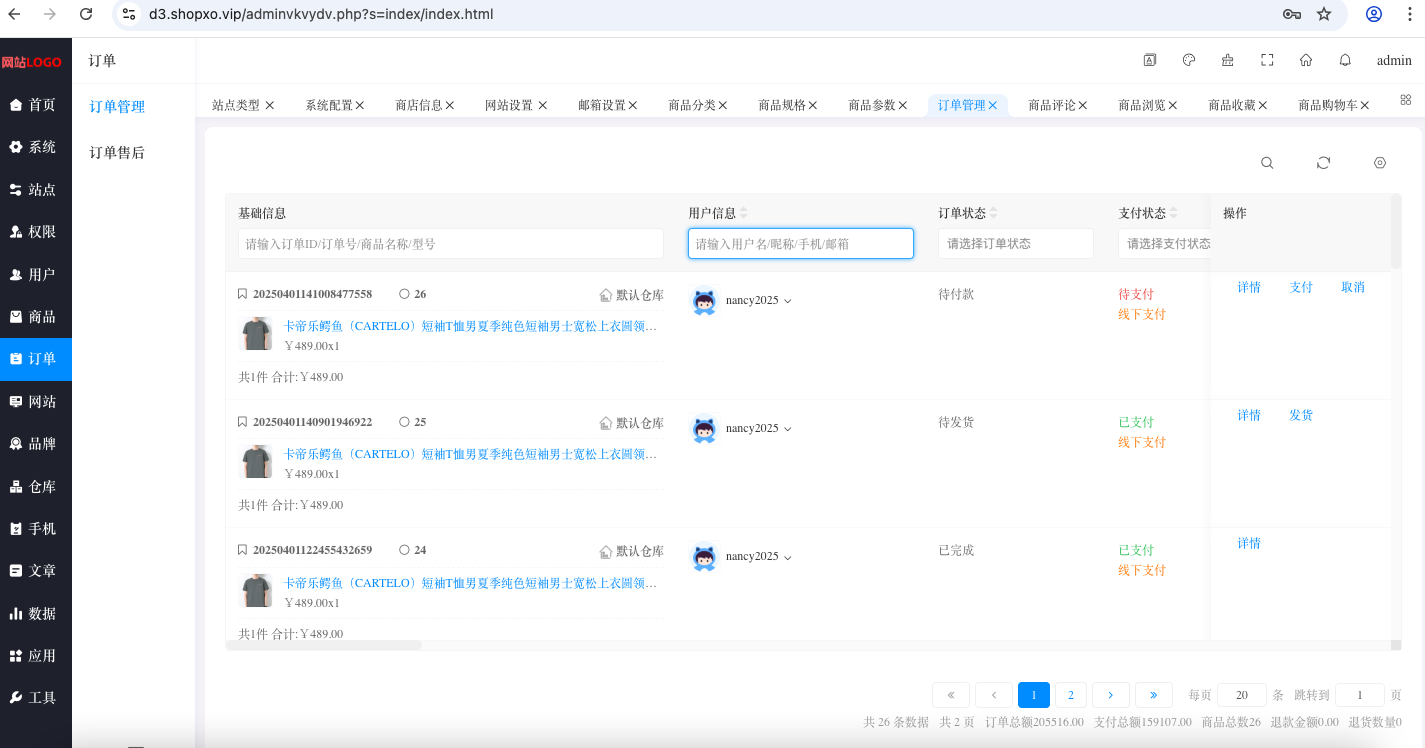 d3.shopxo.vip/adminvkvydv.php?s=index/index.html
网站LOGO
订单
admin
首页
系统
站点
权限
用户
商品
订单
网站
品牌
仓库
手机
文章
数据
应用
工具
订单管理
订单售后
站点类型 系统配置 商店信息 网站设置 邮箱设置 商品分类 商品规格 商品参数 订单管理 商品评论 商品浏览 商品收藏 商品购物车
基础信息 用户信息 订单状态 支付状态 操作
请输入订单ID/订单号/商品名称/型号 请输入用户名/昵称/手机/邮箱 请选择订单状态 请选择支付状态
20250401141008477558 26 默认仓库 nancy2025 待付款 待支付 详情 支付 取消
线下支付
卡帝乐鳄鱼（CARTELO）短袖T恤男夏季纯色短袖男士宽松上衣圆领...
￥489.00x1
共1件 合计:￥489.00
20250401140901946922 25 默认仓库 nancy2025 待发货 已支付 详情 发货
线下支付
卡帝乐鳄鱼（CARTELO）短袖T恤男夏季纯色短袖男士宽松上衣圆领...
￥489.00x1
共1件 合计:￥489.00
20250401122455432659 24 默认仓库 nancy2025 已完成 已支付 详情
线下支付
卡帝乐鳄鱼（CARTELO）短袖T恤男夏季纯色短袖男士宽松上衣圆领...
￥489.00x1
共1件 合计:￥489.00
« ‹ 1 2 › » 每页 20 条 跳转到 1 页
共 26 条数据 共 2 页 订单总额205516.00 支付总额159107.00 商品总数26 退款金额0.00 退货数量0